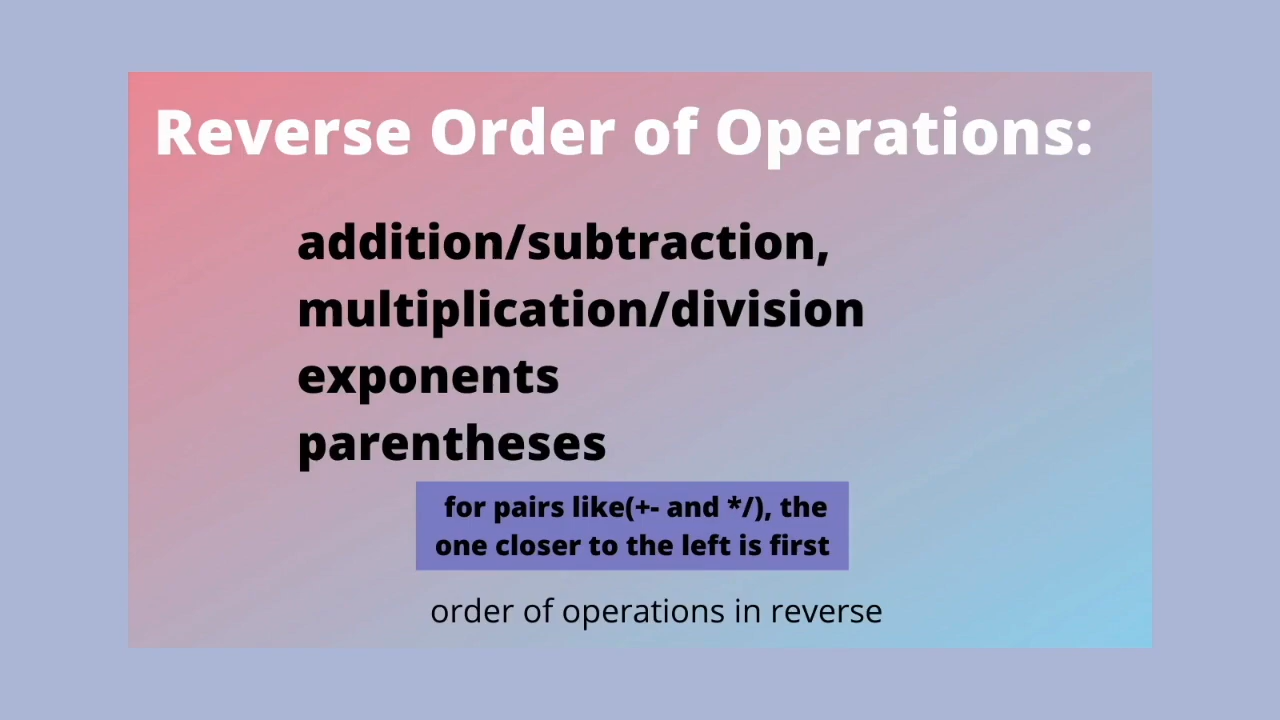 Reverse Order of Operations:
addition/subtraction,
multiplication/division
exponents
parentheses
for pairs like(+- and */), the
one closer to the left is first
order of operations in reverse